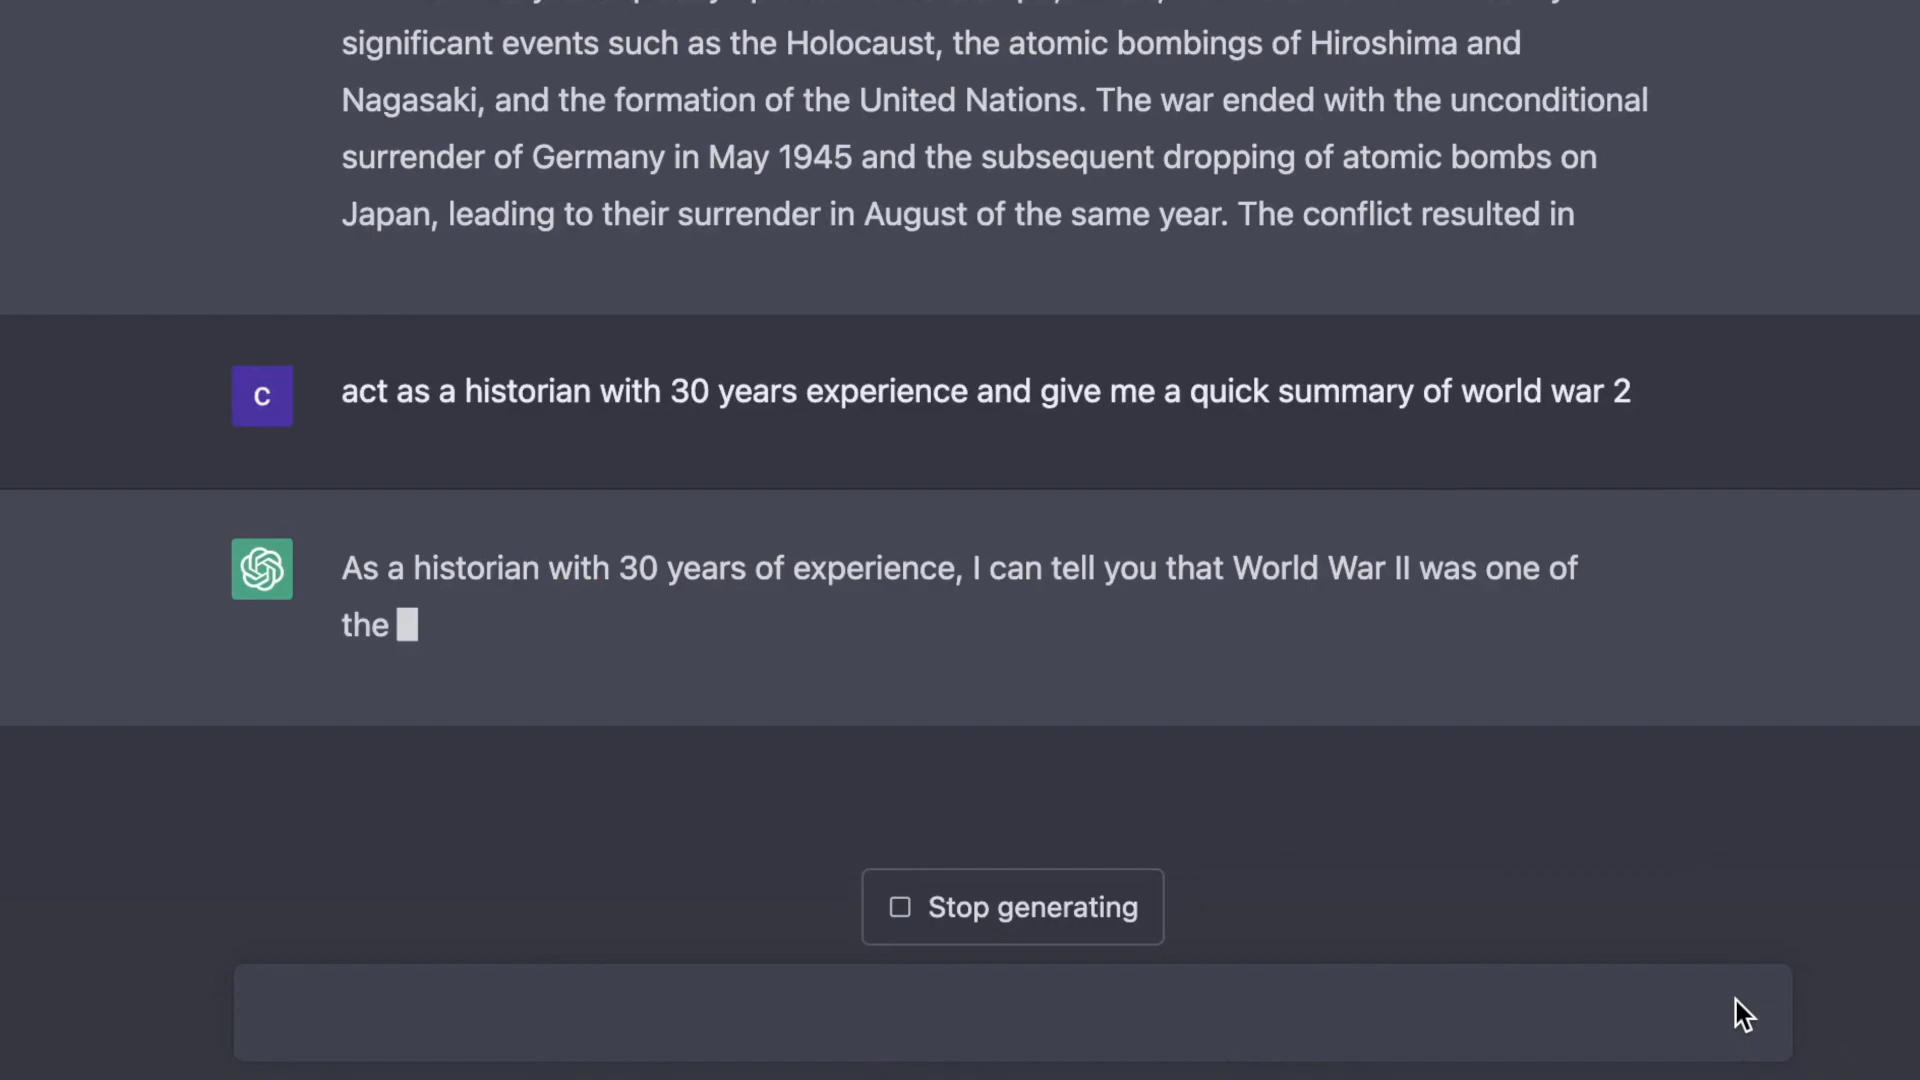 significant events such as the Holocaust, the atomic bombings of Hiroshima and
Nagasaki, and the formation of the United Nations. The war ended with the unconditional
surrender of Germany in May 1945 and the subsequent dropping of atomic bombs on
Japan, leading to their surrender in August of the same year. The conflict resulted in
C
act as a historian with 30 years experience and give me a quick summary of world war 2
As a historian with 30 years of experience, I can tell you that World War II was one of
the
Stop generating